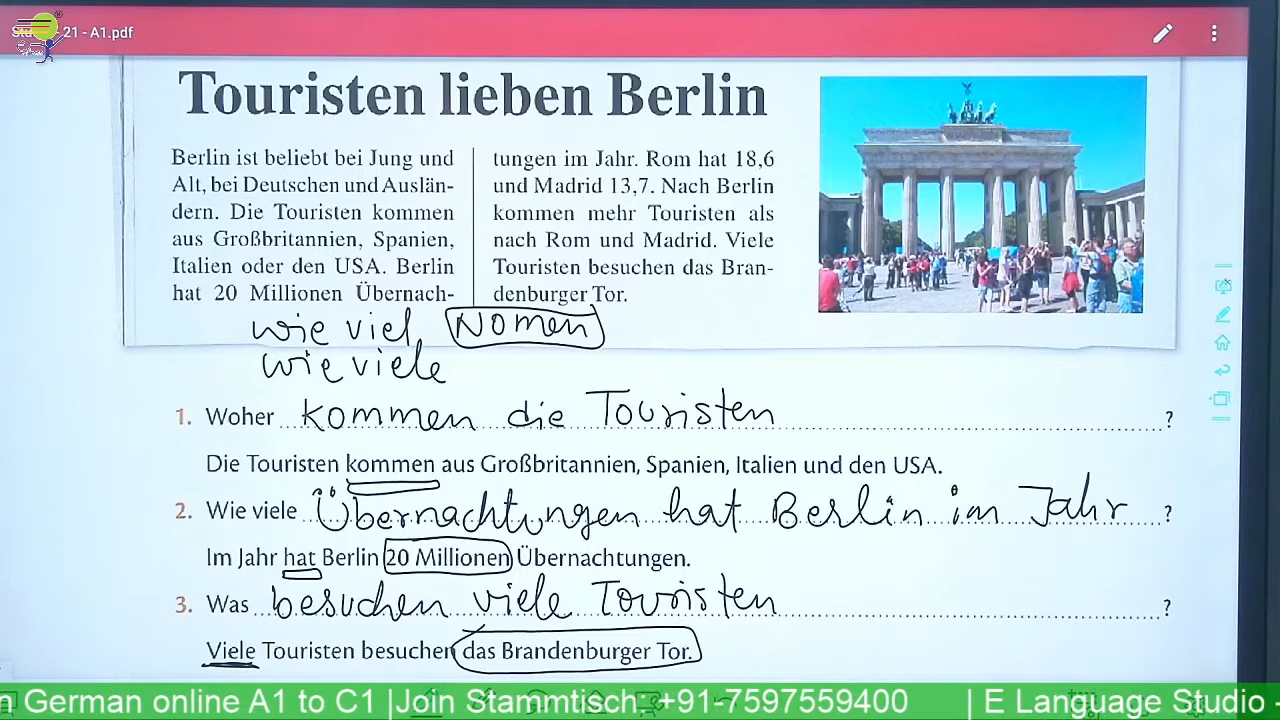 21 - A1.pdf
Touristen lieben Berlin
Berlin ist beliebt bei Jung und
Alt, bei Deutschen und Auslän-
dern. Die Touristen kommen
aus Großbritannien, Spanien,
Italien oder den USA. Berlin
hat 20 Millionen Übernach-
tungen im Jahr. Rom hat 18,6
und Madrid 13,7. Nach Berlin
kommen mehr Touristen als
nach Rom und Madrid. Viele
Touristen besuchen das Bran-
denburger Tor.
wie viel Nomen
wie viele
1. Woher kommen die Touristen ?
Die Touristen kommen aus Großbritannien, Spanien, Italien und den USA.
2. Wie viele Übernachtungen hat Berlin im Jahr ?
Im Jahr hat Berlin 20 Millionen Übernachtungen.
3. Was besuchen viele Touristen ?
Viele Touristen besuchen das Brandenburger Tor.
n German online A1 to C1 |Join Stammtisch: +91-7597559400 | E Language Studio -